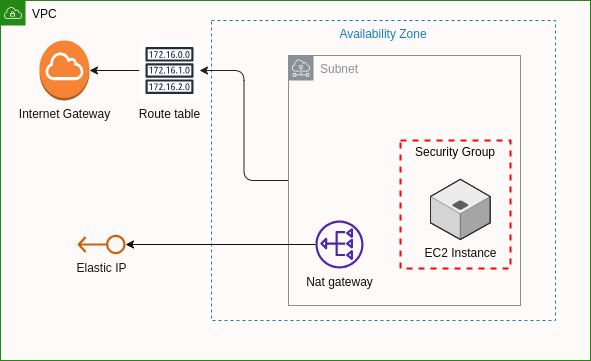 VPC
Availability Zone
172.16.0.0
172.16.1.0
172.16.2.0
Subnet
Internet Gateway
Route table
Security Group
EC2 Instance
Elastic IP
Nat gateway